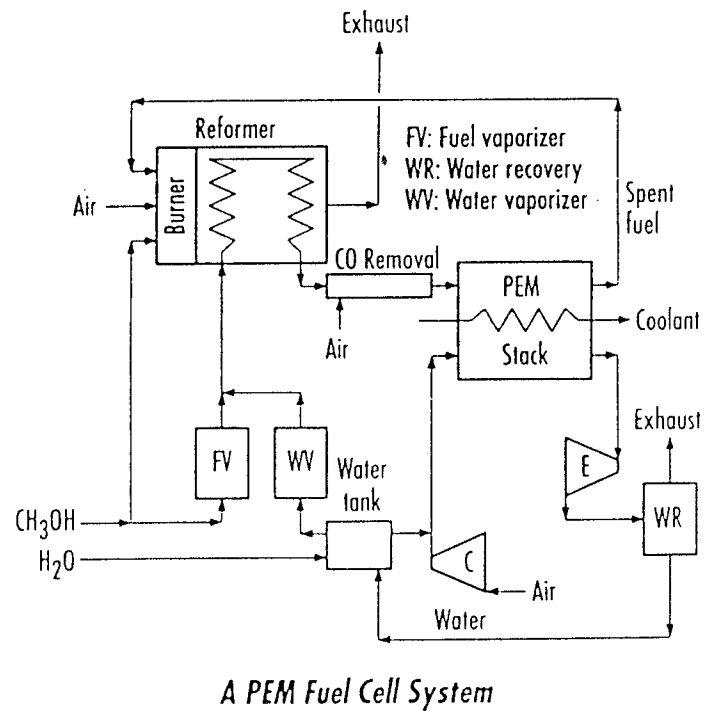 Exhaust
Reformer
FV: Fuel vaporizer
WR: Water recovery
WV: Water vaporizer
Air
Burner
Spent
fuel
CO Removal
PEM
Stack
Coolant
Air
Exhaust
FV
WV
Water
tank
E
WR
CH3OH
H2O
C
Air
Water
A PEM Fuel Cell System